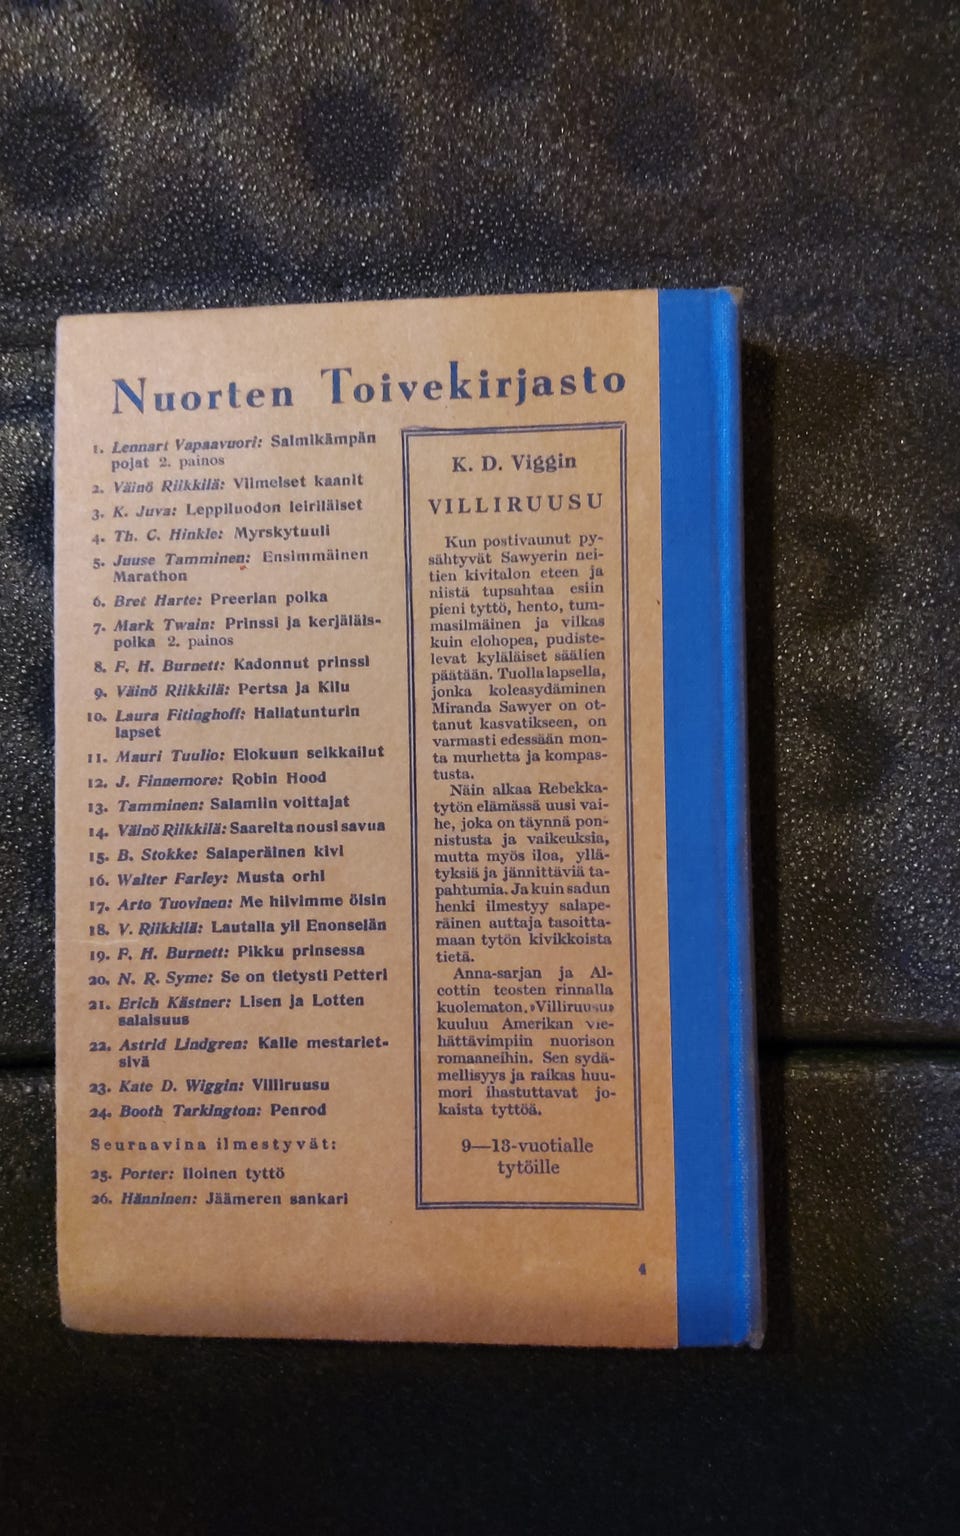 Nuorten Toivekirjasto
1. Lennart Vapaavuori: Salmikämpän
pojat 2. painos
2. Väinö Riikkilä: Viimeiset kaanit
3. K. Juva: Leppiluodon leiriläiset
4. Th. C. Hinkle: Myrskytuuli
5. Juuse Tamminen: Ensimmäinen
Marathon
6. Bret Harte: Preerian poika
7. Mark Twain: Prinssi ja kerjäläis-
poika 2. painos
8. F. H. Burnett: Kadonnut prinssi
9. Väinö Riikkilä: Pertsa ja Kilu
10. Laura Fitinghoff: Hallatunturin
lapset
11. Mauri Tuulio: Elokuun seikkailut
12. J. Finnemore: Robin Hood
13. Tamminen: Salamiin voittajat
14. Väinö Riikkilä: Saarelta nousi savua
15. B. Stokke: Salaperäinen kivi
16. Walter Farley: Musta orhi
17. Arto Tuovinen: Me hiivimme öisin
18. V. Riikkilä: Lautalla yli Enonselän
19. F. H. Burnett: Pikku prinsessa
20. N. R. Syme: Se on tietysti Petteri
21. Erich Kästner: Lisen ja Lotten
salaisuus
22. Astrid Lindgren: Kalle mestariet-
sivä
23. Kate D. Wiggin: Villiruusu
24. Booth Tarkington: Penrod
Seuraavina ilmestyvät:
25. Porter: Iloinen tyttö
26. Hänninen: Jäämeren sankari
K. D. Viggin
VILLIRUUSU
Kun postivaunut py-
sähtyvät Sawyerin nei-
tien kivitalon eteen ja
niistä tupsahtaa esiin
pieni tyttö, hento, tum-
masilmäinen ja vilkas
kuin elohopea, pudiste-
levat kyläläiset säälien
päätään. Tuolla lapsella,
jonka koleasydäminen
Miranda Sawyer on ot-
tanut kasvatikseen, on
varmasti edessään mon-
ta murhetta ja kompas-
tusta.
Näin alkaa Rebekka-
tytön elämässä uusi vai-
he, joka on täynnä pon-
nistusta ja vaikeuksia,
mutta myös iloa, yllä-
tyksiä ja jännittäviä ta-
pahtumia. Ja kuin sadun
henki ilmestyy salape-
räinen auttaja tasoitta-
maan tytön kivikkoista
tietä.
Anna-sarjan ja Al-
cottin teosten rinnalla
kuolematon »Villiruusu»
kuuluu Amerikan vie-
hättävimpiin nuorison
romaaneihin. Sen sydä-
mellisyys ja raikas huu-
mori ihastuttavat jo-
kaista tyttöä.
9—13-vuotialle
tytöille
4